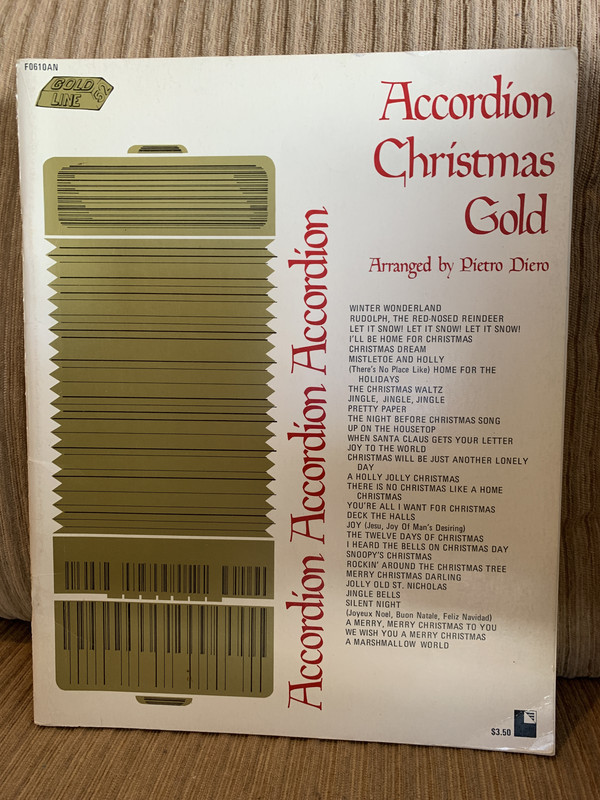 F0610AN
GOLD
LINE
Accordion
Christmas
Gold
Arranged by Pietro Diero
Accordion Accordion Accordion
WINTER WONDERLAND
RUDOLPH, THE RED-NOSED REINDEER
LET IT SNOW! LET IT SNOW! LET IT SNOW!
I'LL BE HOME FOR CHRISTMAS
CHRISTMAS DREAM
MISTLETOE AND HOLLY
(There's No Place Like) HOME FOR THE
HOLIDAYS
THE CHRISTMAS WALTZ
JINGLE, JINGLE, JINGLE
PRETTY PAPER
THE NIGHT BEFORE CHRISTMAS SONG
UP ON THE HOUSETOP
WHEN SANTA CLAUS GETS YOUR LETTER
JOY TO THE WORLD
CHRISTMAS WILL BE JUST ANOTHER LONELY
DAY
A HOLLY JOLLY CHRISTMAS
THERE IS NO CHRISTMAS LIKE A HOME
CHRISTMAS
YOU'RE ALL I WANT FOR CHRISTMAS
DECK THE HALLS
JOY (Jesu, Joy Of Man's Desiring)
THE TWELVE DAYS OF CHRISTMAS
I HEARD THE BELLS ON CHRISTMAS DAY
SNOOPY'S CHRISTMAS
ROCKIN' AROUND THE CHRISTMAS TREE
MERRY CHRISTMAS DARLING
JOLLY OLD ST. NICHOLAS
JINGLE BELLS
SILENT NIGHT
(Joyeux Noel, Buon Natale, Feliz Navidad)
A MERRY, MERRY CHRISTMAS TO YOU
WE WISH YOU A MERRY CHRISTMAS
A MARSHMALLOW WORLD
$3.50